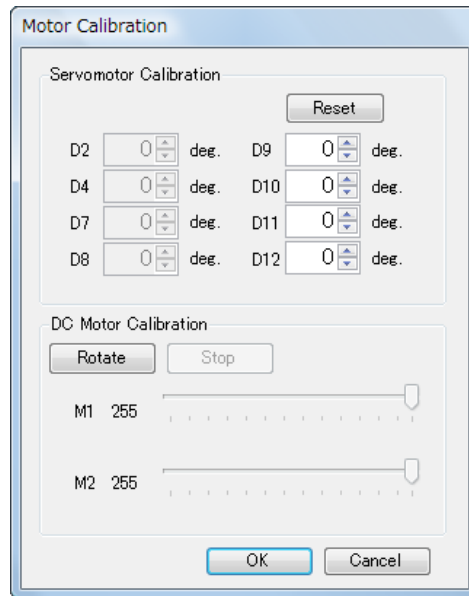 Motor Calibration
Servomotor Calibration
Reset
D2 0 deg. D9 0 deg.
D4 0 deg. D10 0 deg.
D7 0 deg. D11 0 deg.
D8 0 deg. D12 0 deg.
DC Motor Calibration
Rotate Stop
M1 255
M2 255
OK Cancel